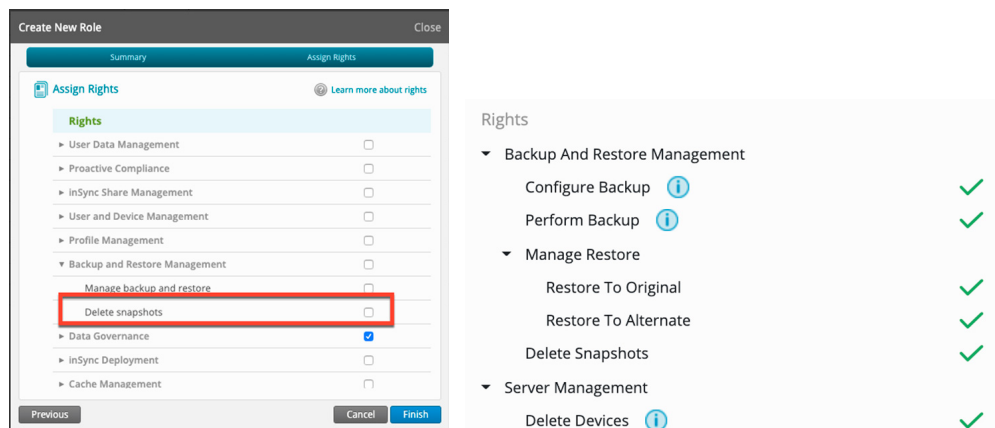 Create New Role
Close
Summary
Assign Rights
Assign Rights
Learn more about rights
Rights
User Data Management
Proactive Compliance
inSync Share Management
User and Device Management
Profile Management
Backup and Restore Management
Manage backup and restore
Delete snapshots
Data Governance
inSync Deployment
Cache Management
Previous
Cancel
Finish
Rights
Backup And Restore Management
Configure Backup
Perform Backup
Manage Restore
Restore To Original
Restore To Alternate
Delete Snapshots
Server Management
Delete Devices